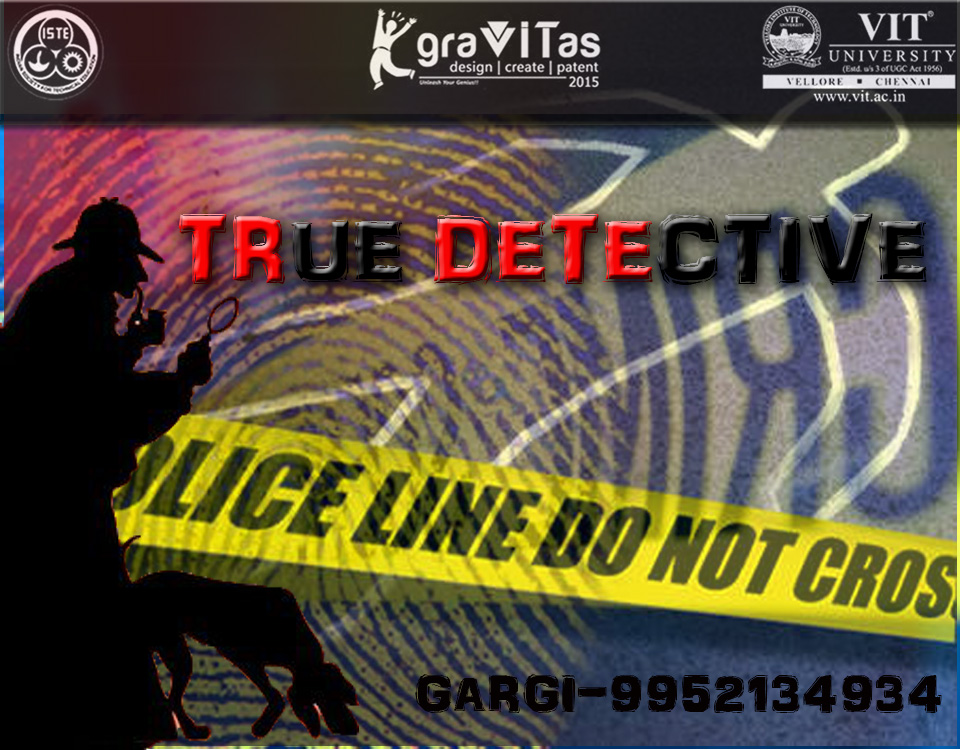 ISTE
graVITas
design | create | patent
Unleash Your Genius!!
2015
VIT
UNIVERSITY
(Estd. u/s 3 of UGC Act 1956)
VELLORE ▪ CHENNAI
www.vit.ac.in
TRUE DETECTIVE
OLICE LINE DO NOT CROS
GARGI-9952134934